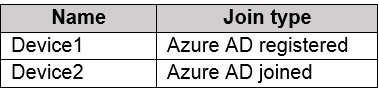 Name Join type
Device1 Azure AD registered
Device2 Azure AD joined